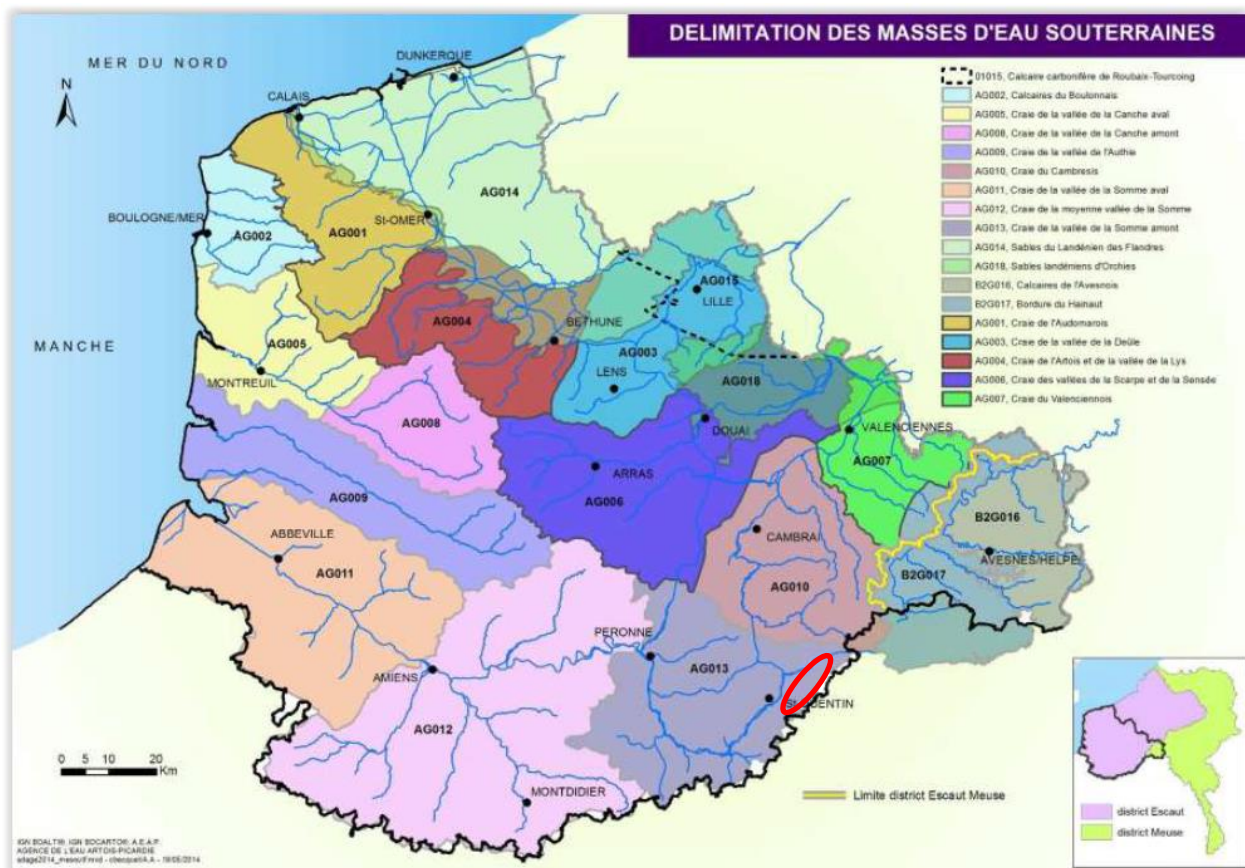 DELIMITATION DES MASSES D'EAU SOUTERRAINES
MER DU NORD
N
MANCHE
DUNKERQUE
CALAIS
BOULOGNE/MER
AG002
AG001
ST-OMER
AG014
AG015
LILLE
AG004
BETHUNE
AG003
LENS
AG005
MONTREUIL
AG008
AG018
DOUAI
VALENCIENNES
AG007
ARRAS
AG006
AG009
ABBEVILLE
AG011
CAMBRAI
AG010
B2G016
AVESNES/HELPE
B2G017
PERONNE
AG013
AMIENS
AG012
MONTDIDIER
01015, Calcaire carbonifère de Roubaix-Tourcoing
AG002, Calcaires du Boulonnais
AG005, Craie de la vallée de la Canche aval
AG008, Craie de la vallée de la Canche amont
AG009, Craie de la vallée de l'Authie
AG010, Craie du Cambresis
AG011, Craie de la vallée de la Somme aval
AG012, Craie de la moyenne vallée de la Somme
AG013, Craie de la vallée de la Somme amont
AG014, Sables du Landénien des Flandres
AG018, Sables landéniens d'Orchies
B2G016, Calcaires de l'Avesnois
B2G017, Bordure du Hainaut
AG001, Craie de l'Audomarois
AG003, Craie de la vallée de la Deûle
AG004, Craie de l'Artois et de la vallée de la Lys
AG006, Craie des vallées de la Scarpe et de la Sensée
AG007, Craie du Valenciennois
0 5 10 20
Km
Limite district Escaut Meuse
district Escaut
district Meuse
AGENCE DE L'EAU ARTOIS-PICARDIE